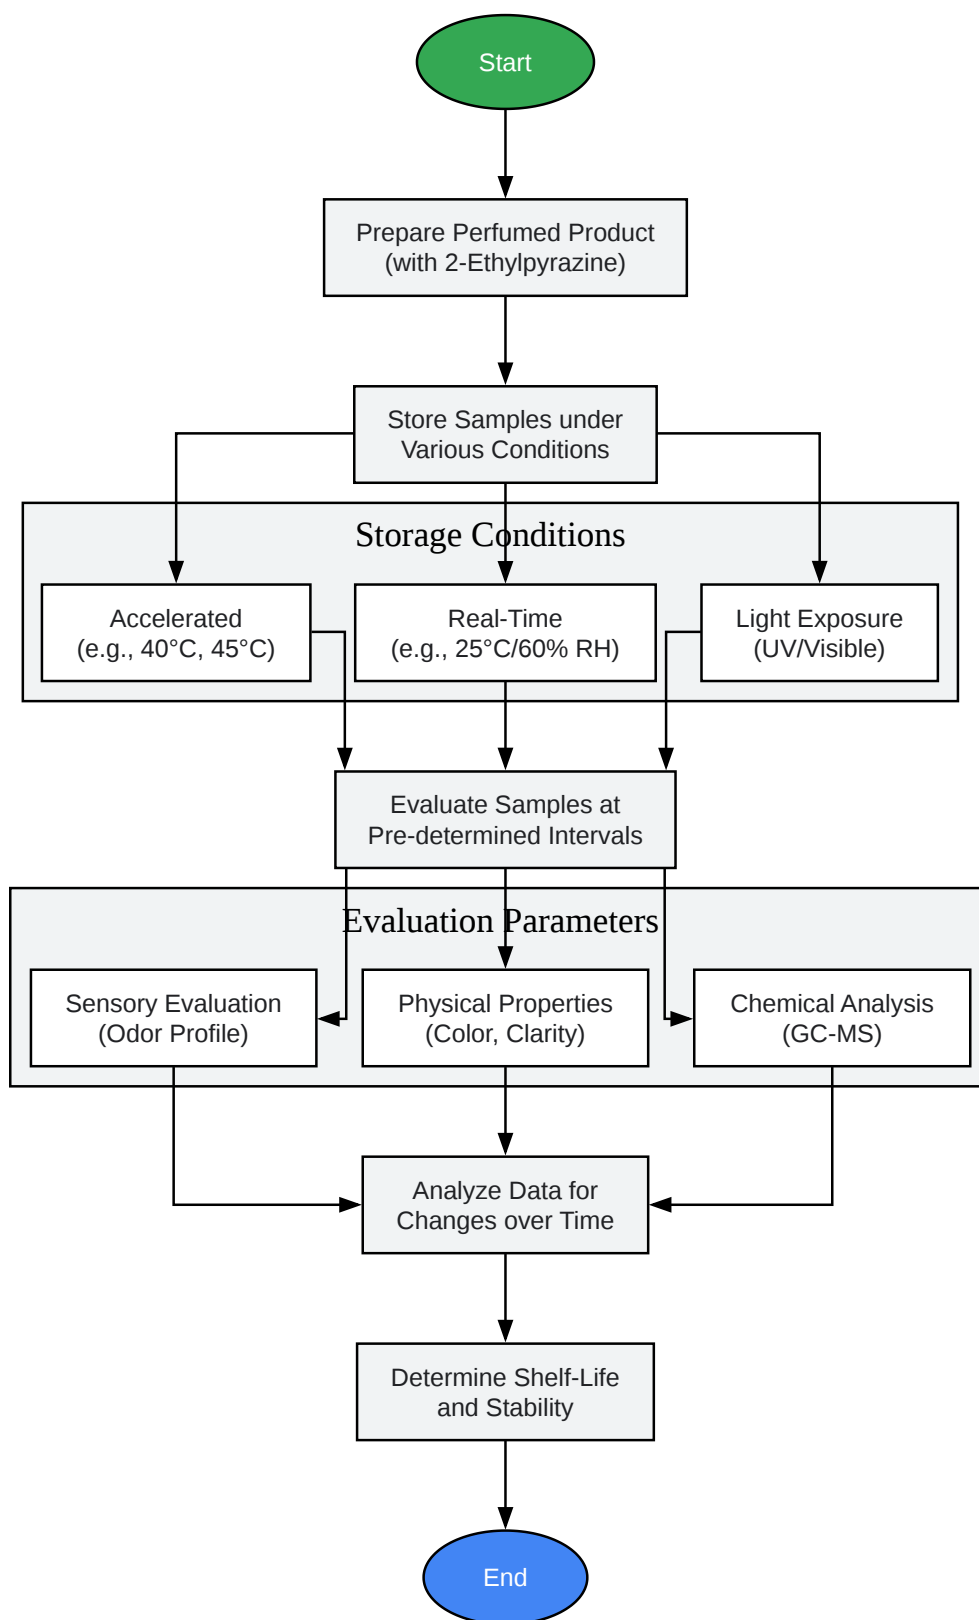 Start
Prepare Perfumed Product
(with 2-Ethylpyrazine)
Store Samples under
Various Conditions
Storage Conditions
Accelerated
(e.g., 40°C, 45°C)
Real-Time
(e.g., 25°C/60% RH)
Light Exposure
(UV/Visible)
Evaluate Samples at
Pre-determined Intervals
Evaluation Parameters
Sensory Evaluation
(Odor Profile)
Physical Properties
(Color, Clarity)
Chemical Analysis
(GC-MS)
Analyze Data for
Changes over Time
Determine Shelf-Life
and Stability
End